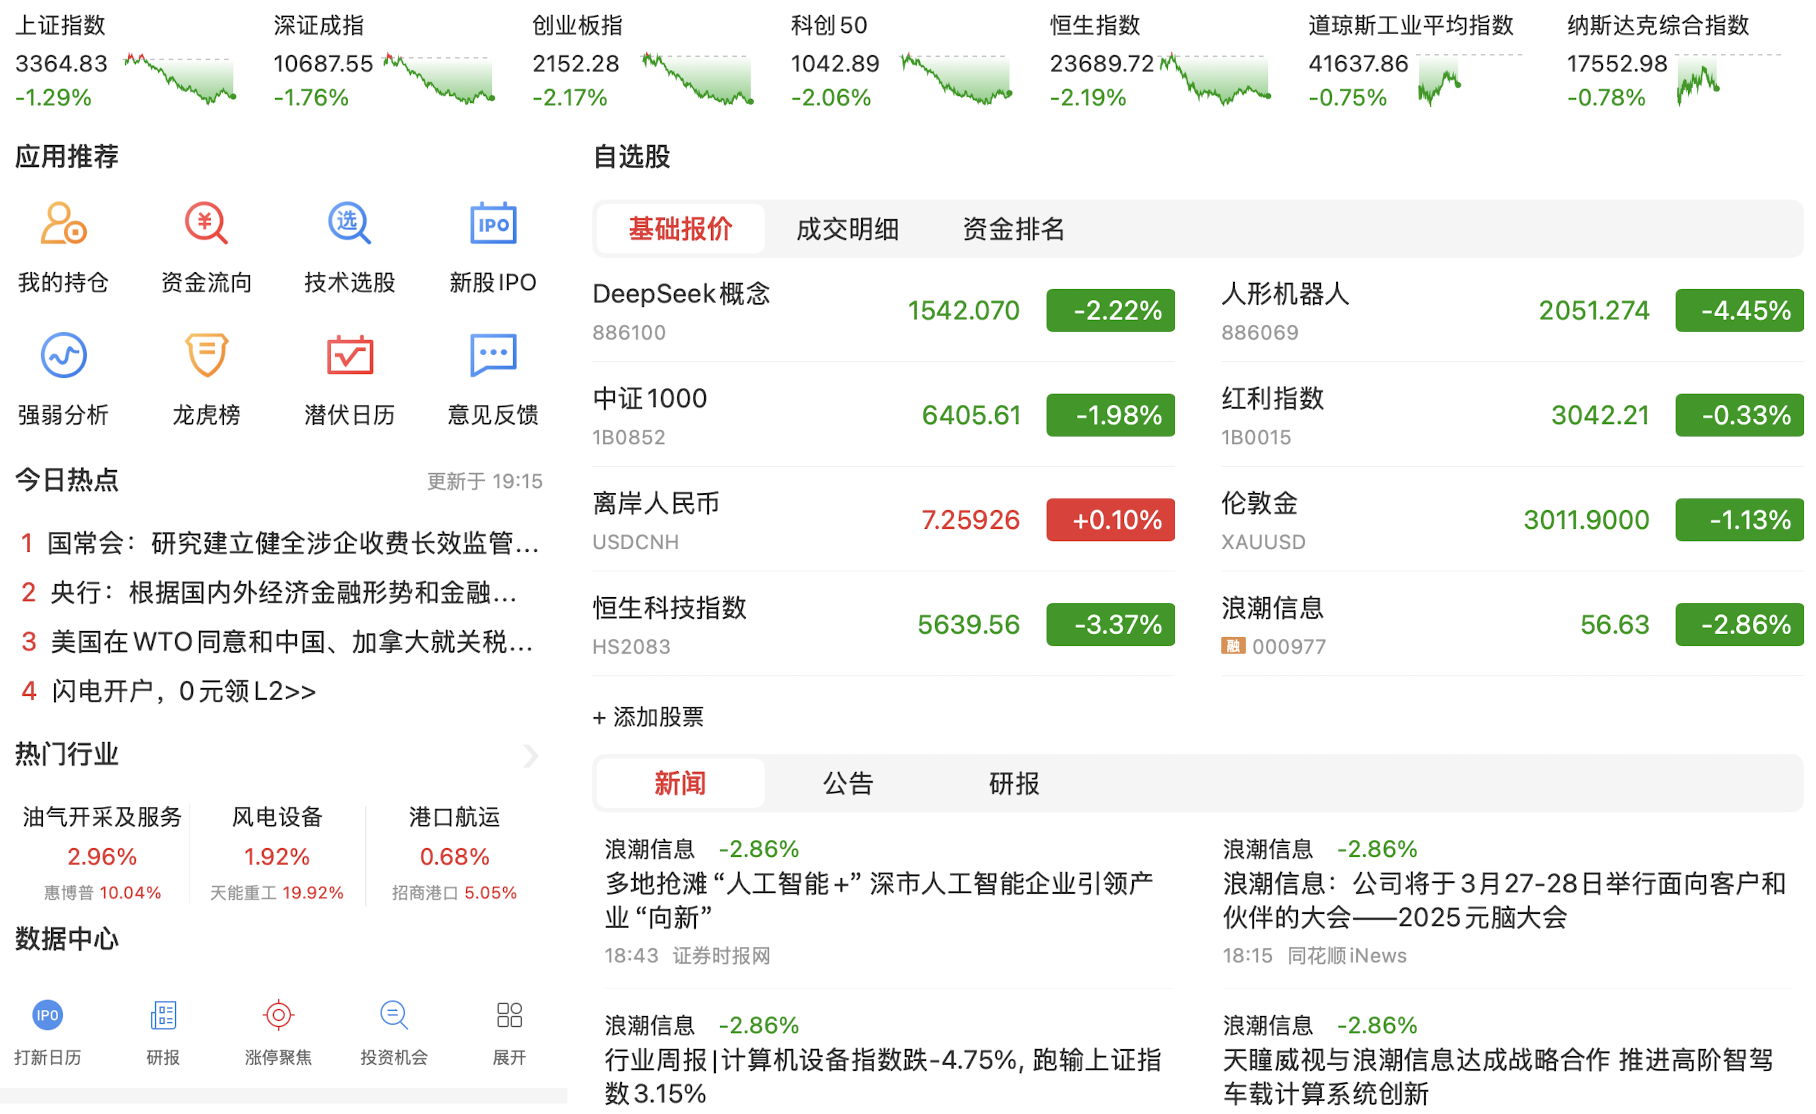 上证指数
3364.83
-1.29%
深证成指
10687.55
-1.76%
创业板指
2152.28
-2.17%
科创50
1042.89
-2.06%
恒生指数
23689.72
-2.19%
道琼斯工业平均指数
41637.86
-0.75%
纳斯达克综合指数
17552.98
-0.78%
应用推荐
¥
选
IPO
我的持仓
资金流向
技术选股
新股IPO
强弱分析
龙虎榜
潜伏日历
意见反馈
今日热点
更新于 19:15
1 国常会：研究建立健全涉企收费长效监管...
2 央行：根据国内外经济金融形势和金融...
3 美国在WTO同意和中国、加拿大就关税...
4 闪电开户，0元领L2>>
热门行业
油气开采及服务
2.96%
惠博普 10.04%
风电设备
1.92%
天能重工 19.92%
港口航运
0.68%
招商港口 5.05%
数据中心
IPO
打新日历
研报
涨停聚焦
投资机会
展开
自选股
基础报价
成交明细
资金排名
DeepSeek概念
886100
1542.070
-2.22%
人形机器人
886069
2051.274
-4.45%
中证1000
1B0852
6405.61
-1.98%
红利指数
1B0015
3042.21
-0.33%
离岸人民币
USDCNH
7.25926
+0.10%
伦敦金
XAUUSD
3011.9000
-1.13%
恒生科技指数
HS2083
5639.56
-3.37%
浪潮信息
融 000977
56.63
-2.86%
+ 添加股票
新闻
公告
研报
浪潮信息 -2.86%
多地抢滩“人工智能+” 深市人工智能企业引领产
业“向新”
18:43 证券时报网
浪潮信息 -2.86%
浪潮信息：公司将于3月27-28日举行面向客户和
伙伴的大会——2025元脑大会
18:15 同花顺iNews
浪潮信息 -2.86%
行业周报|计算机设备指数跌-4.75%, 跑输上证指
数3.15%
浪潮信息 -2.86%
天瞳威视与浪潮信息达成战略合作 推进高阶智驾
车载计算系统创新